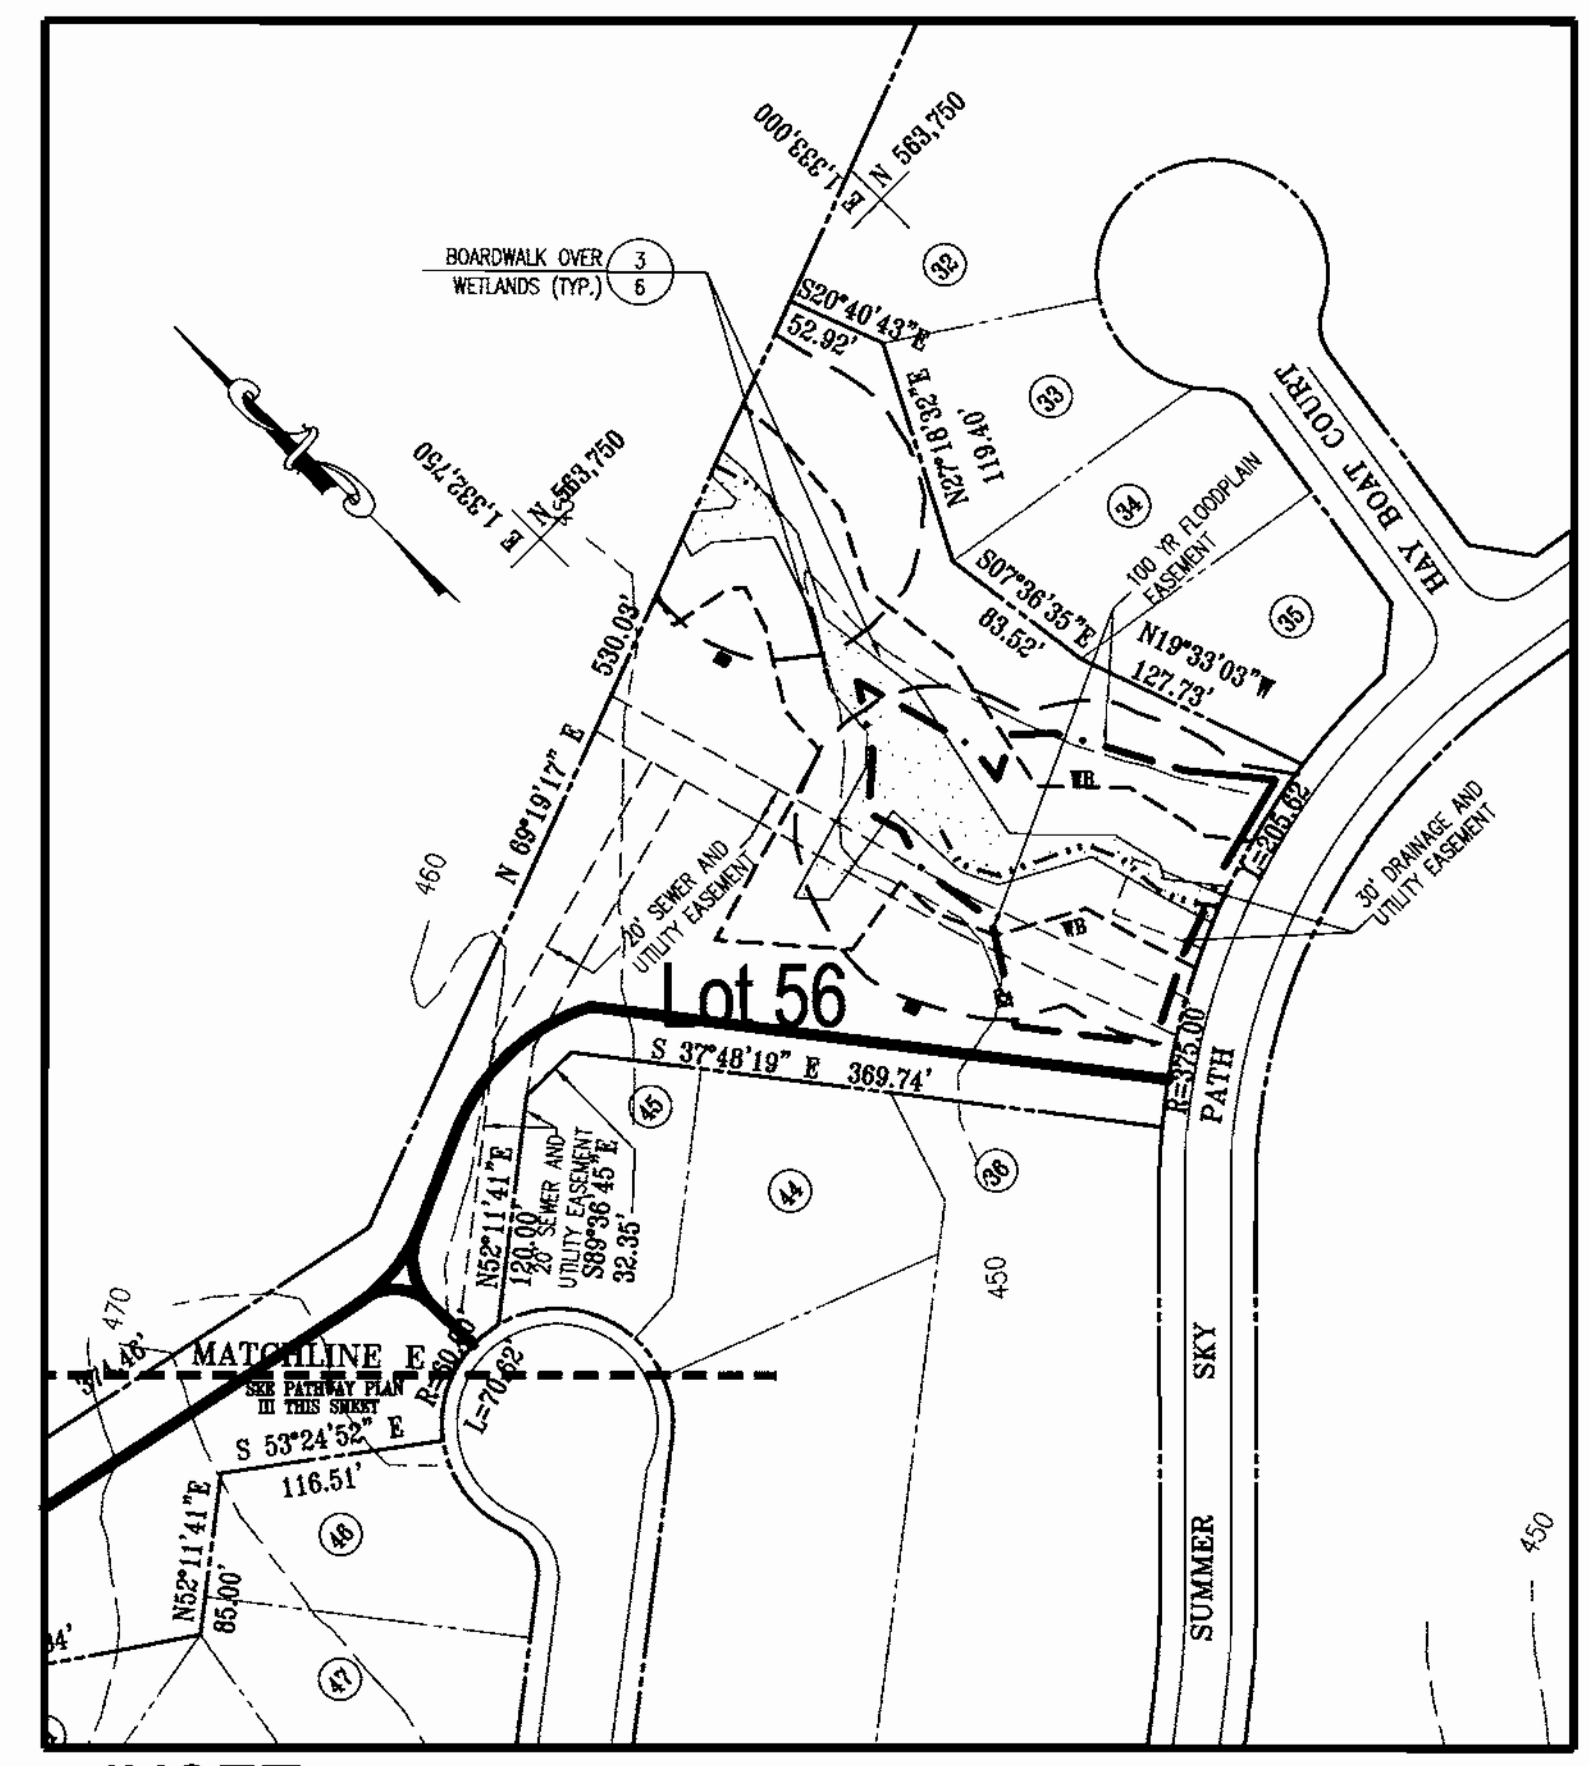 E 1,333,000
N 563,750
32
BOARDWALK OVER
WETLANDS (TYP.)
3
6
S20°40'43"E
52.92'
33
N27°18'32"E
119.40'
HAY BOAT COURT
E 1,332,750
N 563,750
34
100 YR FLOODPLAIN
EASEMENT
S07°36'35"E
83.52'
35
N19°33'03"W
127.73'
530.03'
N 69°19'17" E
WB
L=205.62
30' DRAINAGE AND
UTILITY EASEMENT
460
20' SEWER AND
UTILITY EASEMENT
WB
Lot 56
R=375.00'
S 37°48'19" E 369.74'
45
N52°11'41"E
120.00'
20' SEWER AND
UTILITY EASEMENT
S89°36'45"E
32.35'
44
36
450
SUMMER SKY PATH
470
MATCHLINE E
SEE PATHWAY PLAN
III THIS SHEET
L=70.62'
S 53°24'52" E
116.51'
46
N52°11'41"E
85.00'
47
450